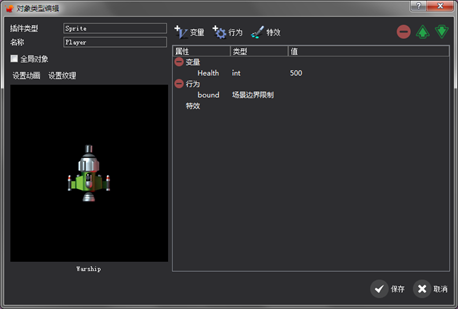 对象类型编辑
插件类型 Sprite
名称 Player
全局对象
设置动画 设置纹理
Warship
变量 行为 特效
属性 类型 值
变量
Health int 500
行为
bound 场景边界限制
特效
保存 取消